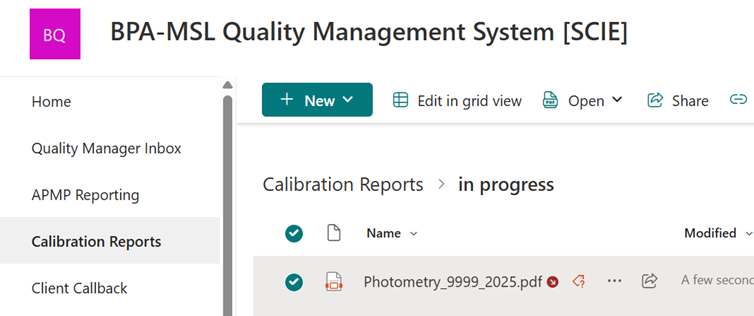 BQ
BPA-MSL Quality Management System [SCIE]
Home
Quality Manager Inbox
APMP Reporting
Calibration Reports
Client Callback
New
Edit in grid view
Open
Share
Calibration Reports > in progress
Name
Modified
Photometry_9999_2025.pdf
A few second